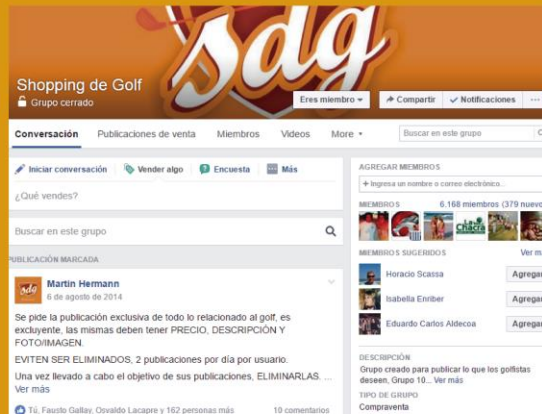 sdg
Shopping de Golf
Grupo cerrado
Eres miembro
Compartir
Notificaciones
Conversación
Publicaciones de venta
Miembros
Videos
More
Buscar en este grupo
Iniciar conversación
Vender algo
Encuesta
Más
¿Qué vendes?
Buscar en este grupo
PUBLICACIÓN MARCADA
sdg
Martin Hermann
6 de agosto de 2014
Se pide la publicación exclusiva de todo lo relacionado al golf, es
excluyente, las mismas deben tener PRECIO, DESCRIPCIÓN Y
FOTO/IMAGEN.
EVITEN SER ELIMINADOS, 2 publicaciones por día por usuario.
Una vez llevado a cabo el objetivo de sus publicaciones, ELIMINARLAS. ...
Ver más
Tú, Fausto Gallay, Osvaldo Lacapre y 162 personas más
10 comentarios
AGREGAR MIEMBROS
+ Ingresa un nombre o correo electrónico..
MIEMBROS
6.168 miembros (379 nuevo
Chacra
MIEMBROS SUGERIDOS
Ver m
Horacio Scassa
Agregar
Isabella Enriber
Agregar
Eduardo Carlos Aldecoa
Agregar
DESCRIPCIÓN
Grupo creado para publicar lo que los golfistas
deseen, Grupo 10... Ver más
TIPO DE GRUPO
Compraventa